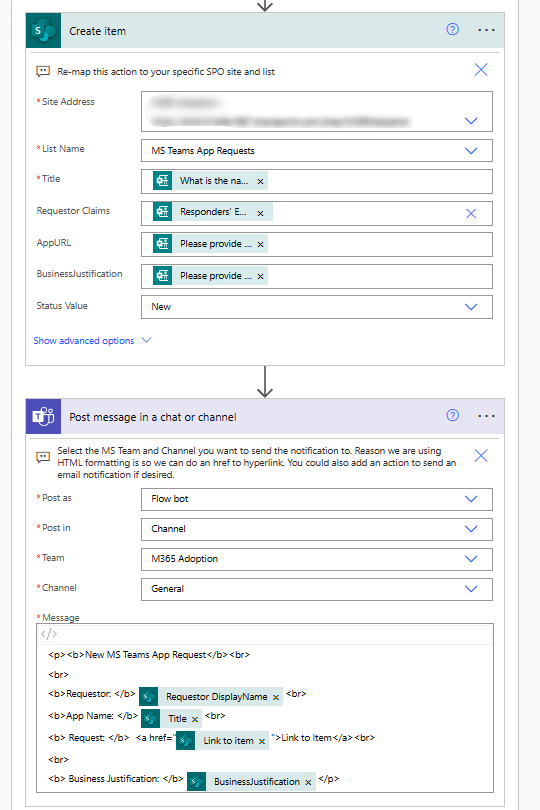 Create item
Re-map this action to your specific SPO site and list
* Site Address
* List Name MS Teams App Requests
* Title What is the na... ×
Requestor Claims Responders' E... ×
AppURL Please provide ... ×
BusinessJustification Please provide ... ×
Status Value New
Show advanced options
Post message in a chat or channel
Select the MS Team and Channel you want to send the notification to. Reason we are using
HTML formatting is so we can do an href to hyperlink. You could also add an action to send an
email notification if desired.
* Post as Flow bot
* Post in Channel
* Team M365 Adoption
* Channel General
* Message
</>
<p><b>New MS Teams App Request</b><br>
<br>
<b>Requestor: </b> Requestor DisplayName × <br>
<b>App Name: </b> Title × <br>
<b> Request: </b> <a href=" Link to item × ">Link to Item</a><br>
<br>
<b> Business Justification: </b> BusinessJustification × </p>